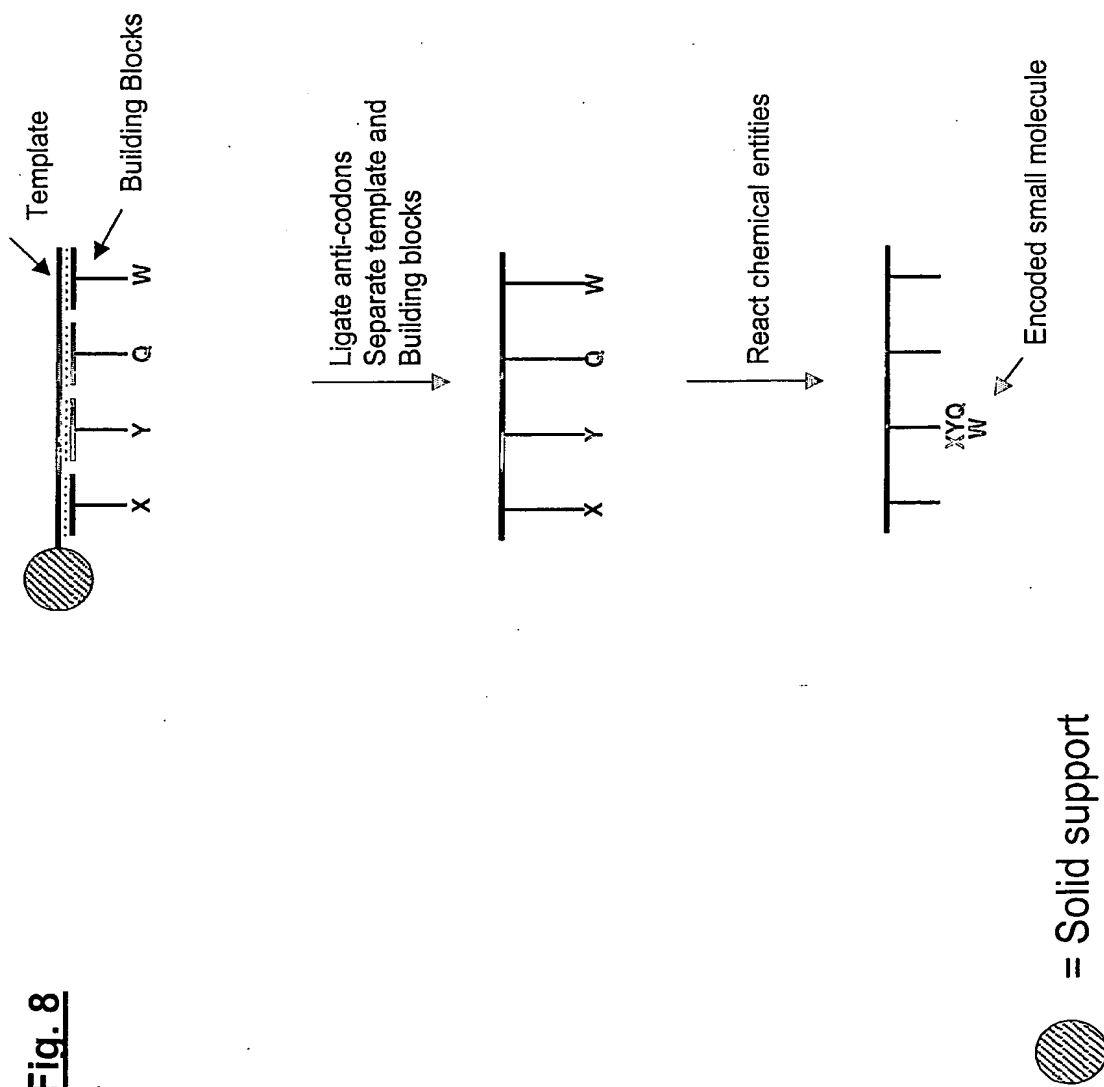 Fig. 8
Template
Building Blocks
X Y Q W
Ligate anti-codons
Separate template and
Building blocks
X Y Q W
React chemical entities
XYQ
W
Encoded small molecule
= Solid support